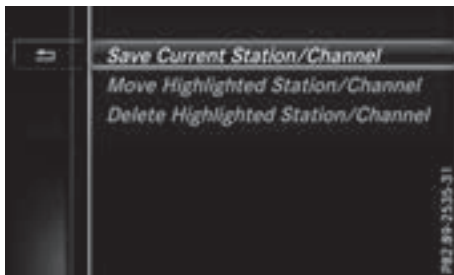 Save Current Station/Channel
Move Highlighted Station/Channel
Delete Highlighted Station/Channel
P82.89-2535-31